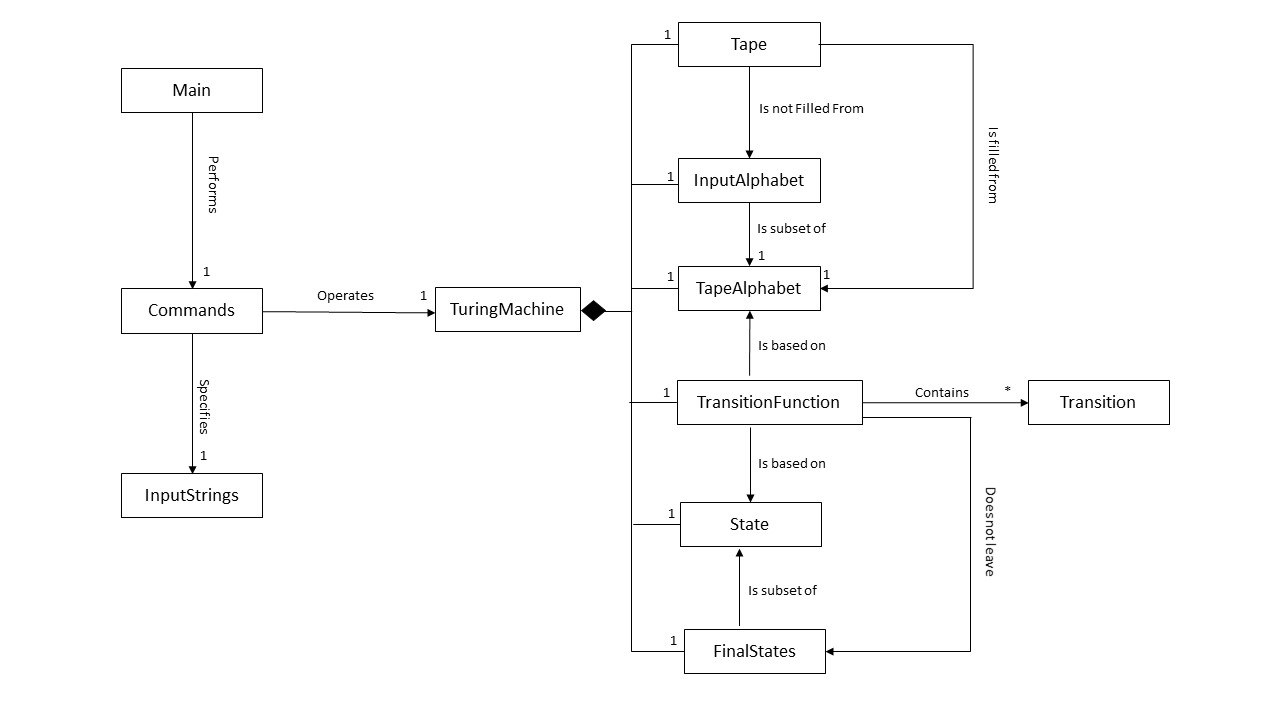 1
Tape
Main
Is not Filled From
Is filled from
Performs
1
InputAlphabet
Is subset of
1
1
1
1
TapeAlphabet
Commands
Operates
1
TuringMachine
Is based on
1
TransitionFunction
Contains
*
Transition
Specifies
1
InputStrings
Is based on
1
State
Does not leave
Is subset of
1
FinalStates